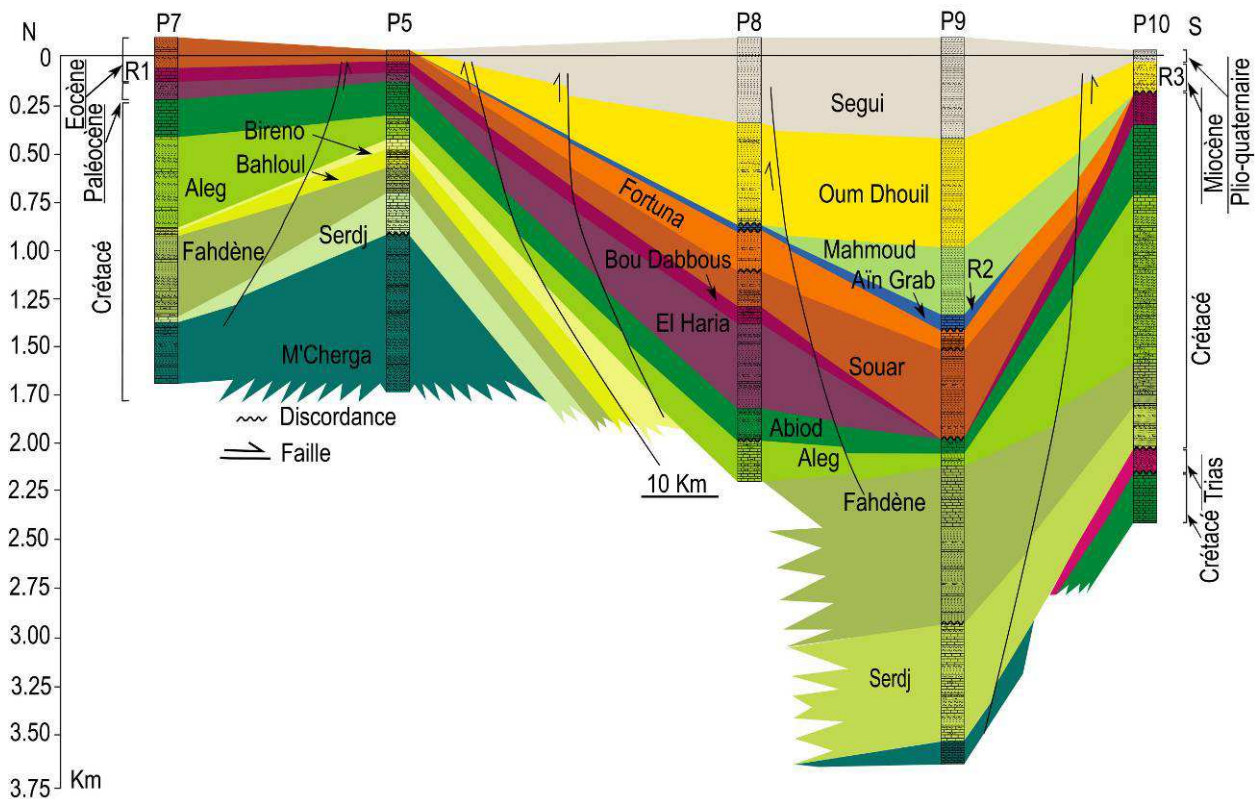 N
P7
P5
P8
P9
P10
S
0
0.25
0.50
0.75
1.00
1.25
1.50
1.70
2.00
2.25
2.50
2.75
3.00
3.25
3.50
3.75
Km
Eocène
R1
Paléocène
Crétacé
Bireno
Bahloul
Aleg
Fahdène
Serdj
M'Cherga
Discordance
Faille
10 Km
Segui
Oum Dhouil
Fortuna
Mahmoud
Aïn Grab
R2
Bou Dabbous
El Haria
Souar
Abiod
Aleg
Fahdène
Serdj
R3
Miocène
Plio-quaternaire
Crétacé
Trias
Crétacé